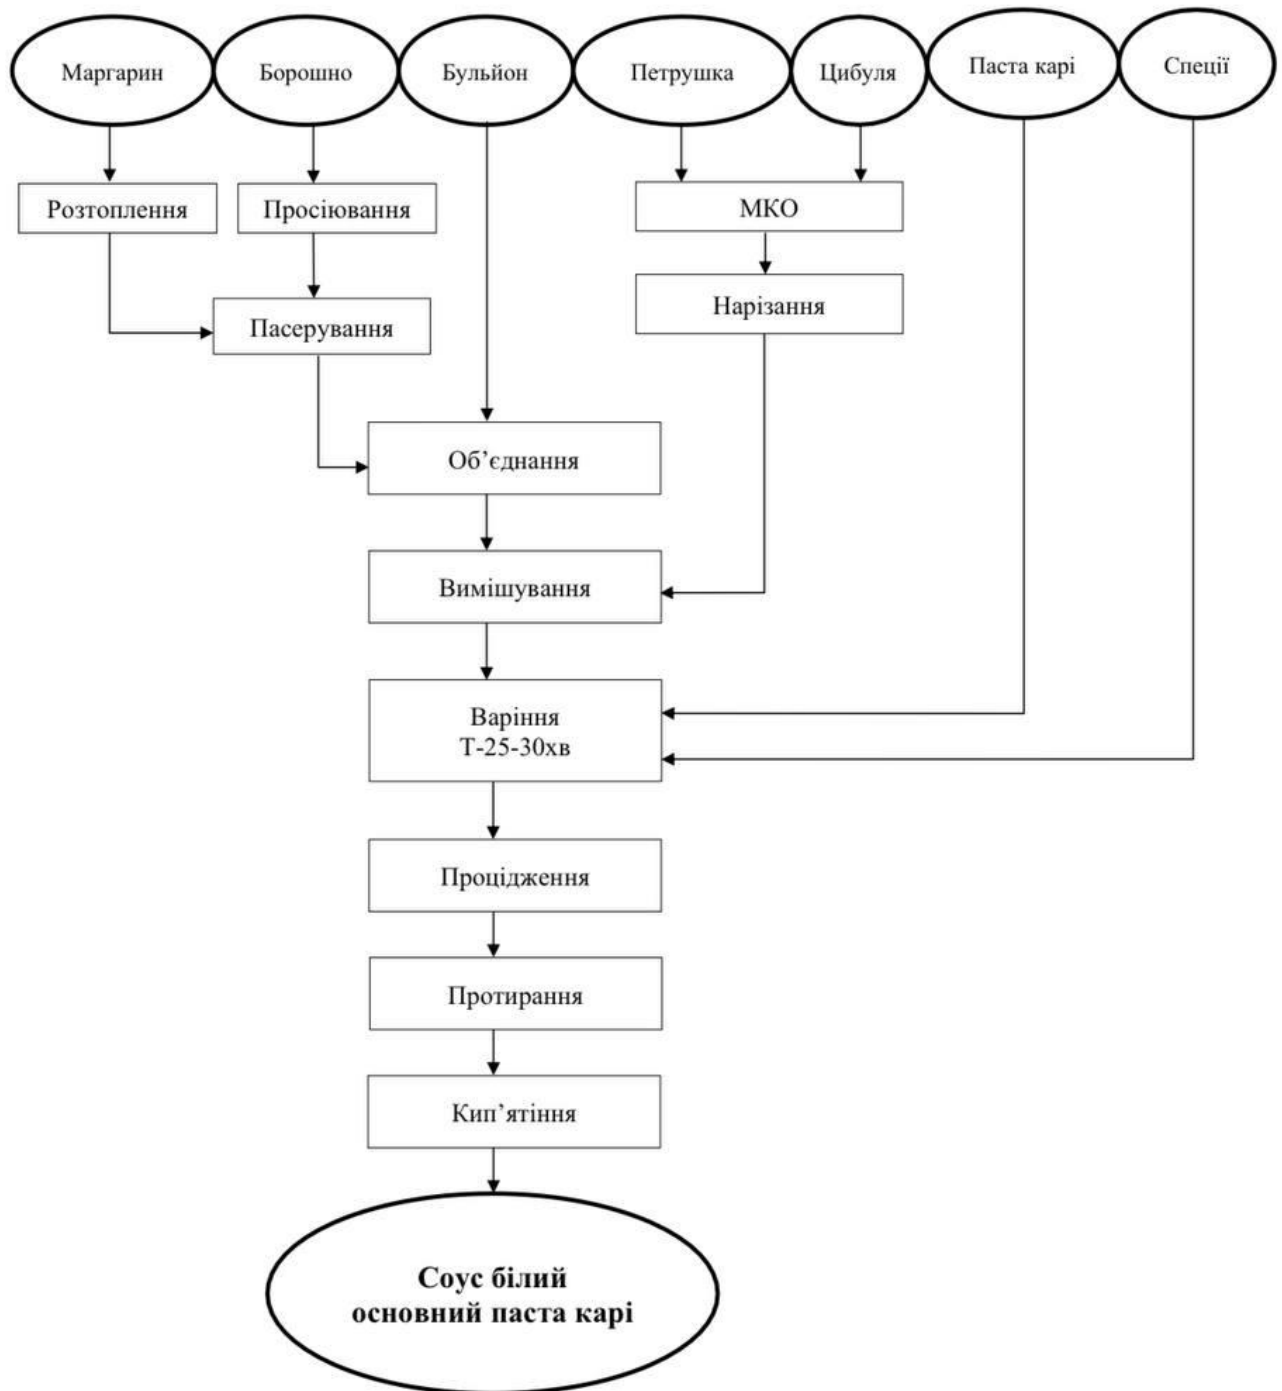 Маргарин
Борошно
Бульйон
Петрушка
Цибуля
Паста карі
Спеції
Розтоплення
Просіювання
МКО
Нарізання
Пасерування
Об’єднання
Вимішування
Варіння
Т-25-30хв
Процідження
Протирання
Кип’ятіння
Соус білий
основний паста карі